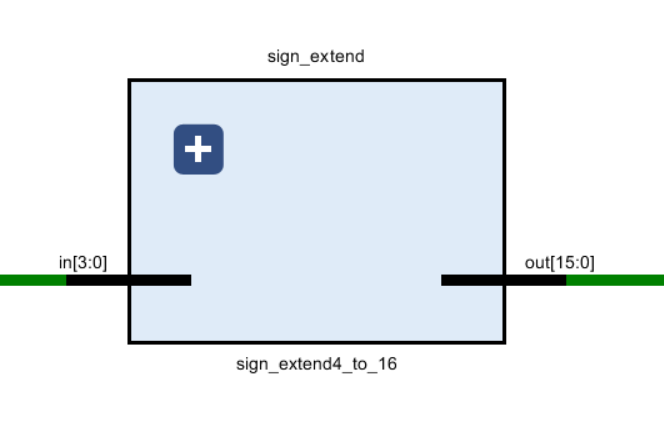 sign_extend
in[3:0]
out[15:0]
sign_extend4_to_16